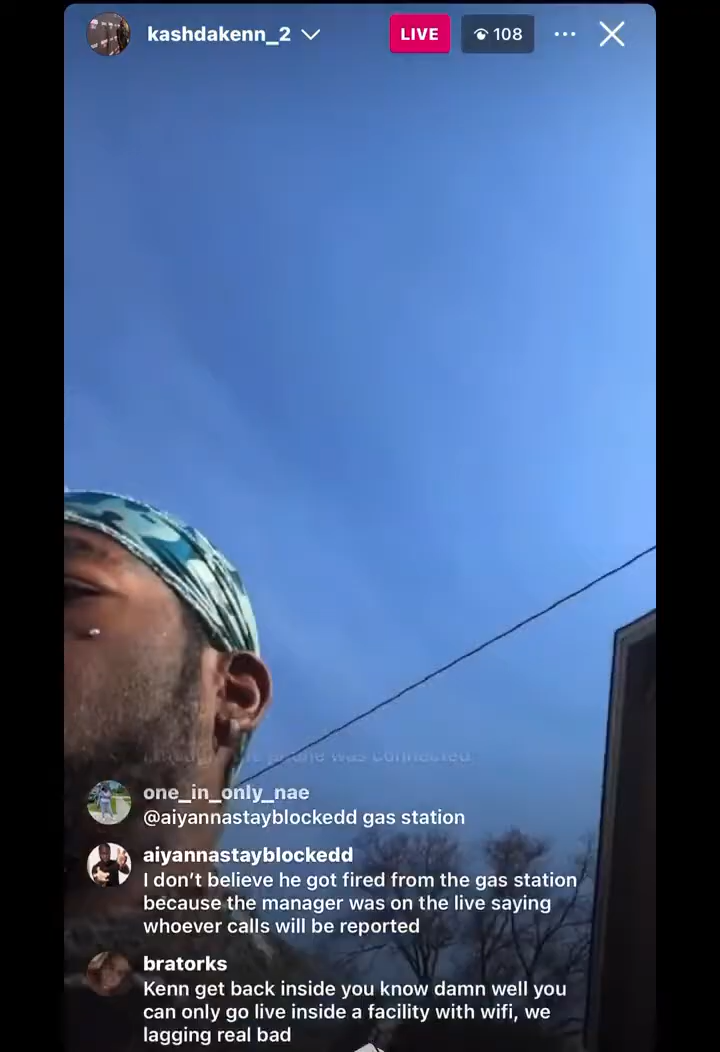 kashdakenn_2
LIVE
108
was connected
one_in_only_nae
@aiyannastayblockedd gas station
aiyannastayblockedd
I don't believe he got fired from the gas station
because the manager was on the live saying
whoever calls will be reported
bratorks
Kenn get back inside you know damn well you
can only go live inside a facility with wifi, we
lagging real bad